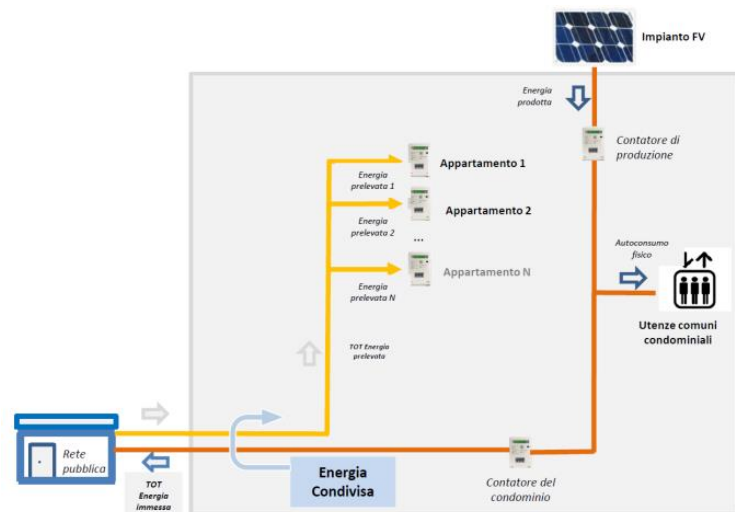 Impianto FV
Energia
prodotta
Contatore di
produzione
Appartamento 1
Energia
prelevata 1
Appartamento 2
Energia
prelevata 2
...
Appartamento N
Energia
prelevata N
Autoconsumo
fisico
Utenze comuni
condominiali
TOT Energia
prelevata
Rete
pubblica
TOT
Energia
immessa
Energia
Condivisa
Contatore del
condominio